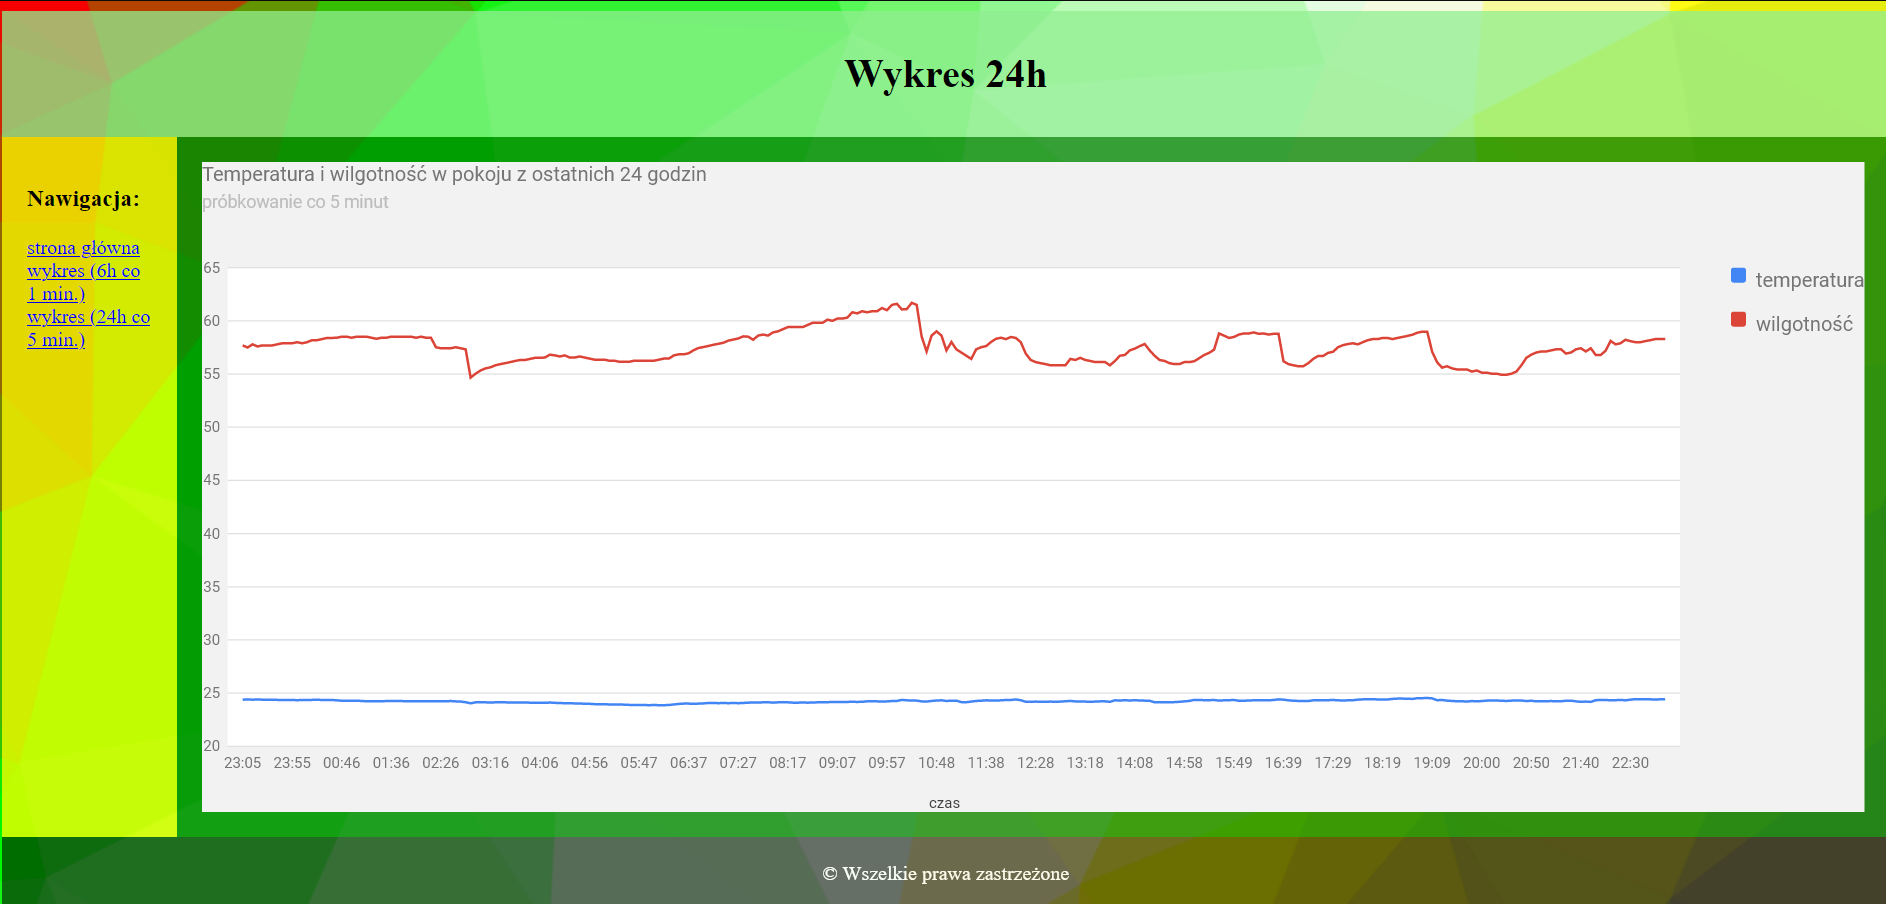 Wykres 24h
Nawigacja:
strona główna
wykres (6h co
1 min.)
wykres (24h co
5 min.)
Temperatura i wilgotność w pokoju z ostatnich 24 godzin
próbkowanie co 5 minut
temperatura
wilgotność
65
60
55
50
45
40
35
30
25
20
23:05 23:55 00:46 01:36 02:26 03:16 04:06 04:56 05:47 06:37 07:27 08:17 09:07 09:57 10:48 11:38 12:28 13:18 14:08 14:58 15:49 16:39 17:29 18:19 19:09 20:00 20:50 21:40 22:30
czas
© Wszelkie prawa zastrzeżone